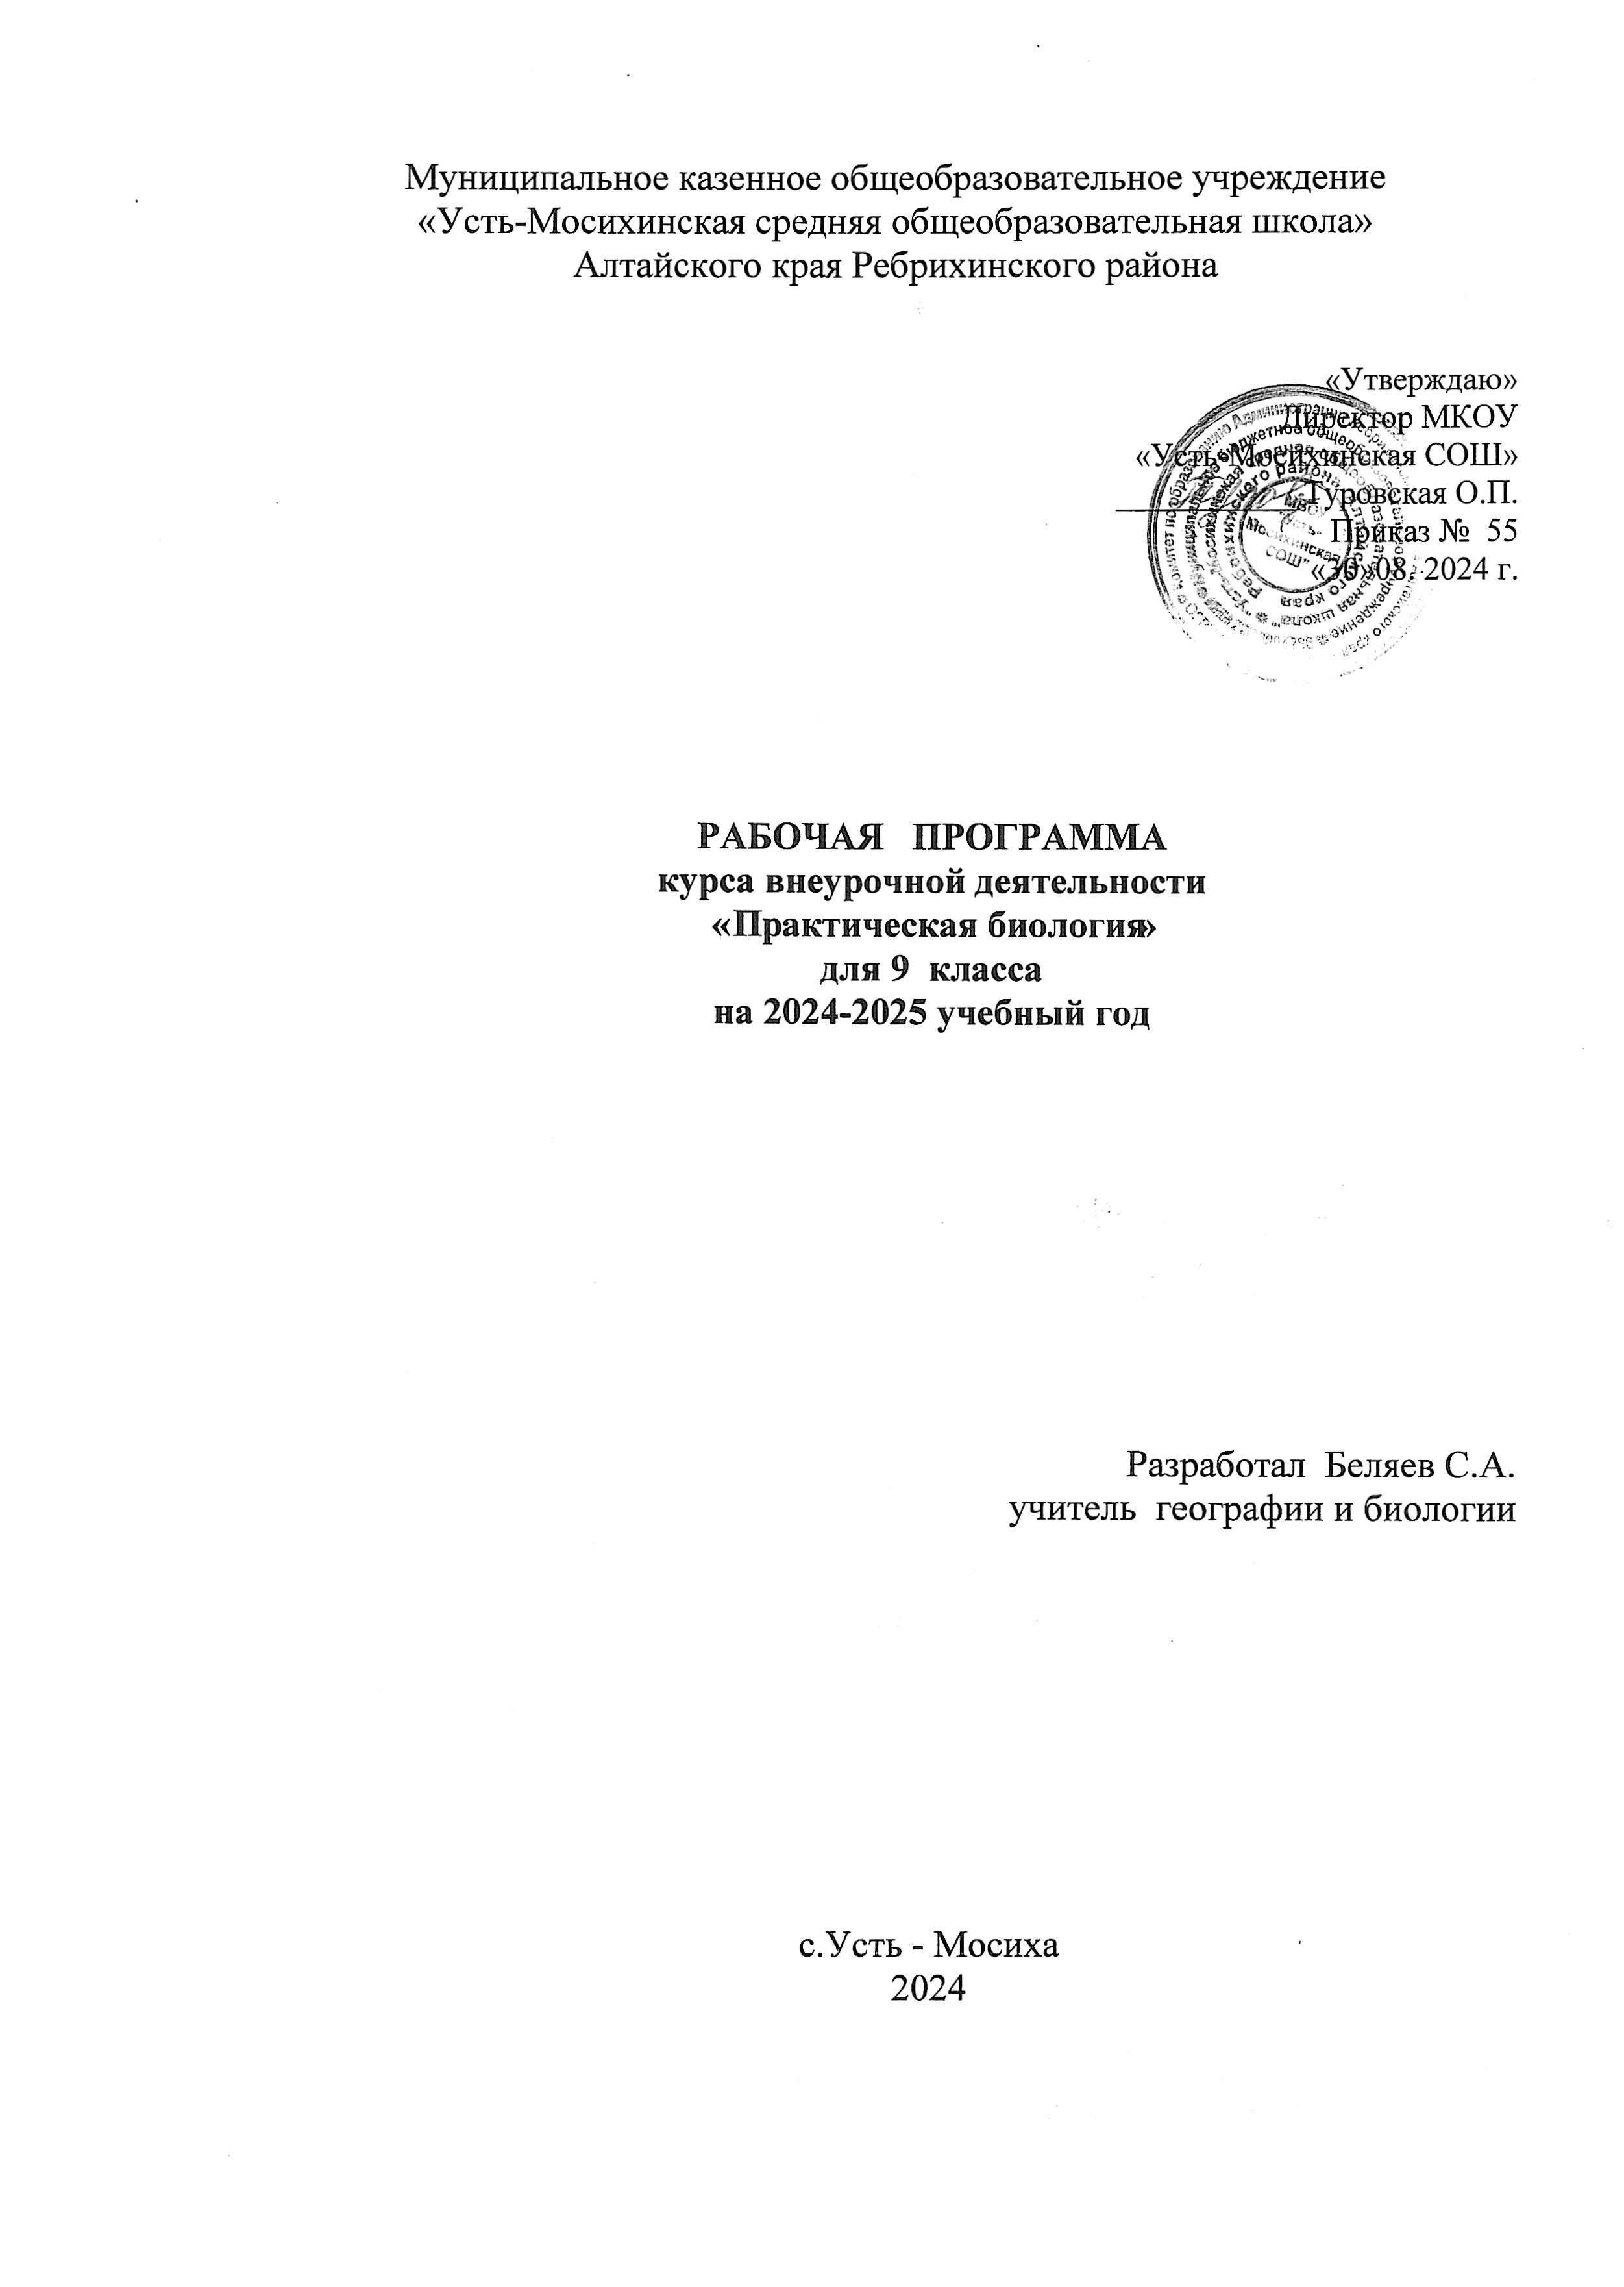 Муниципальное казенное общеобразовательное учреждение
«Усть-Мосихинская средняя общеобразовательная школа»
Алтайского края Ребрихинского района
«Утверждаю»
Директор МКОУ
«Усть-Мосихинская СОШ»
Туровская О.П.
Приказ № 55
«30»08. 2024 г.
РАБОЧАЯ ПРОГРАММА
курса внеурочной деятельности
«Практическая биология»
для 9 класса
на 2024-2025 учебный год
Разработал Беляев С.А.
учитель географии и биологии
с.Усть - Мосиха
2024